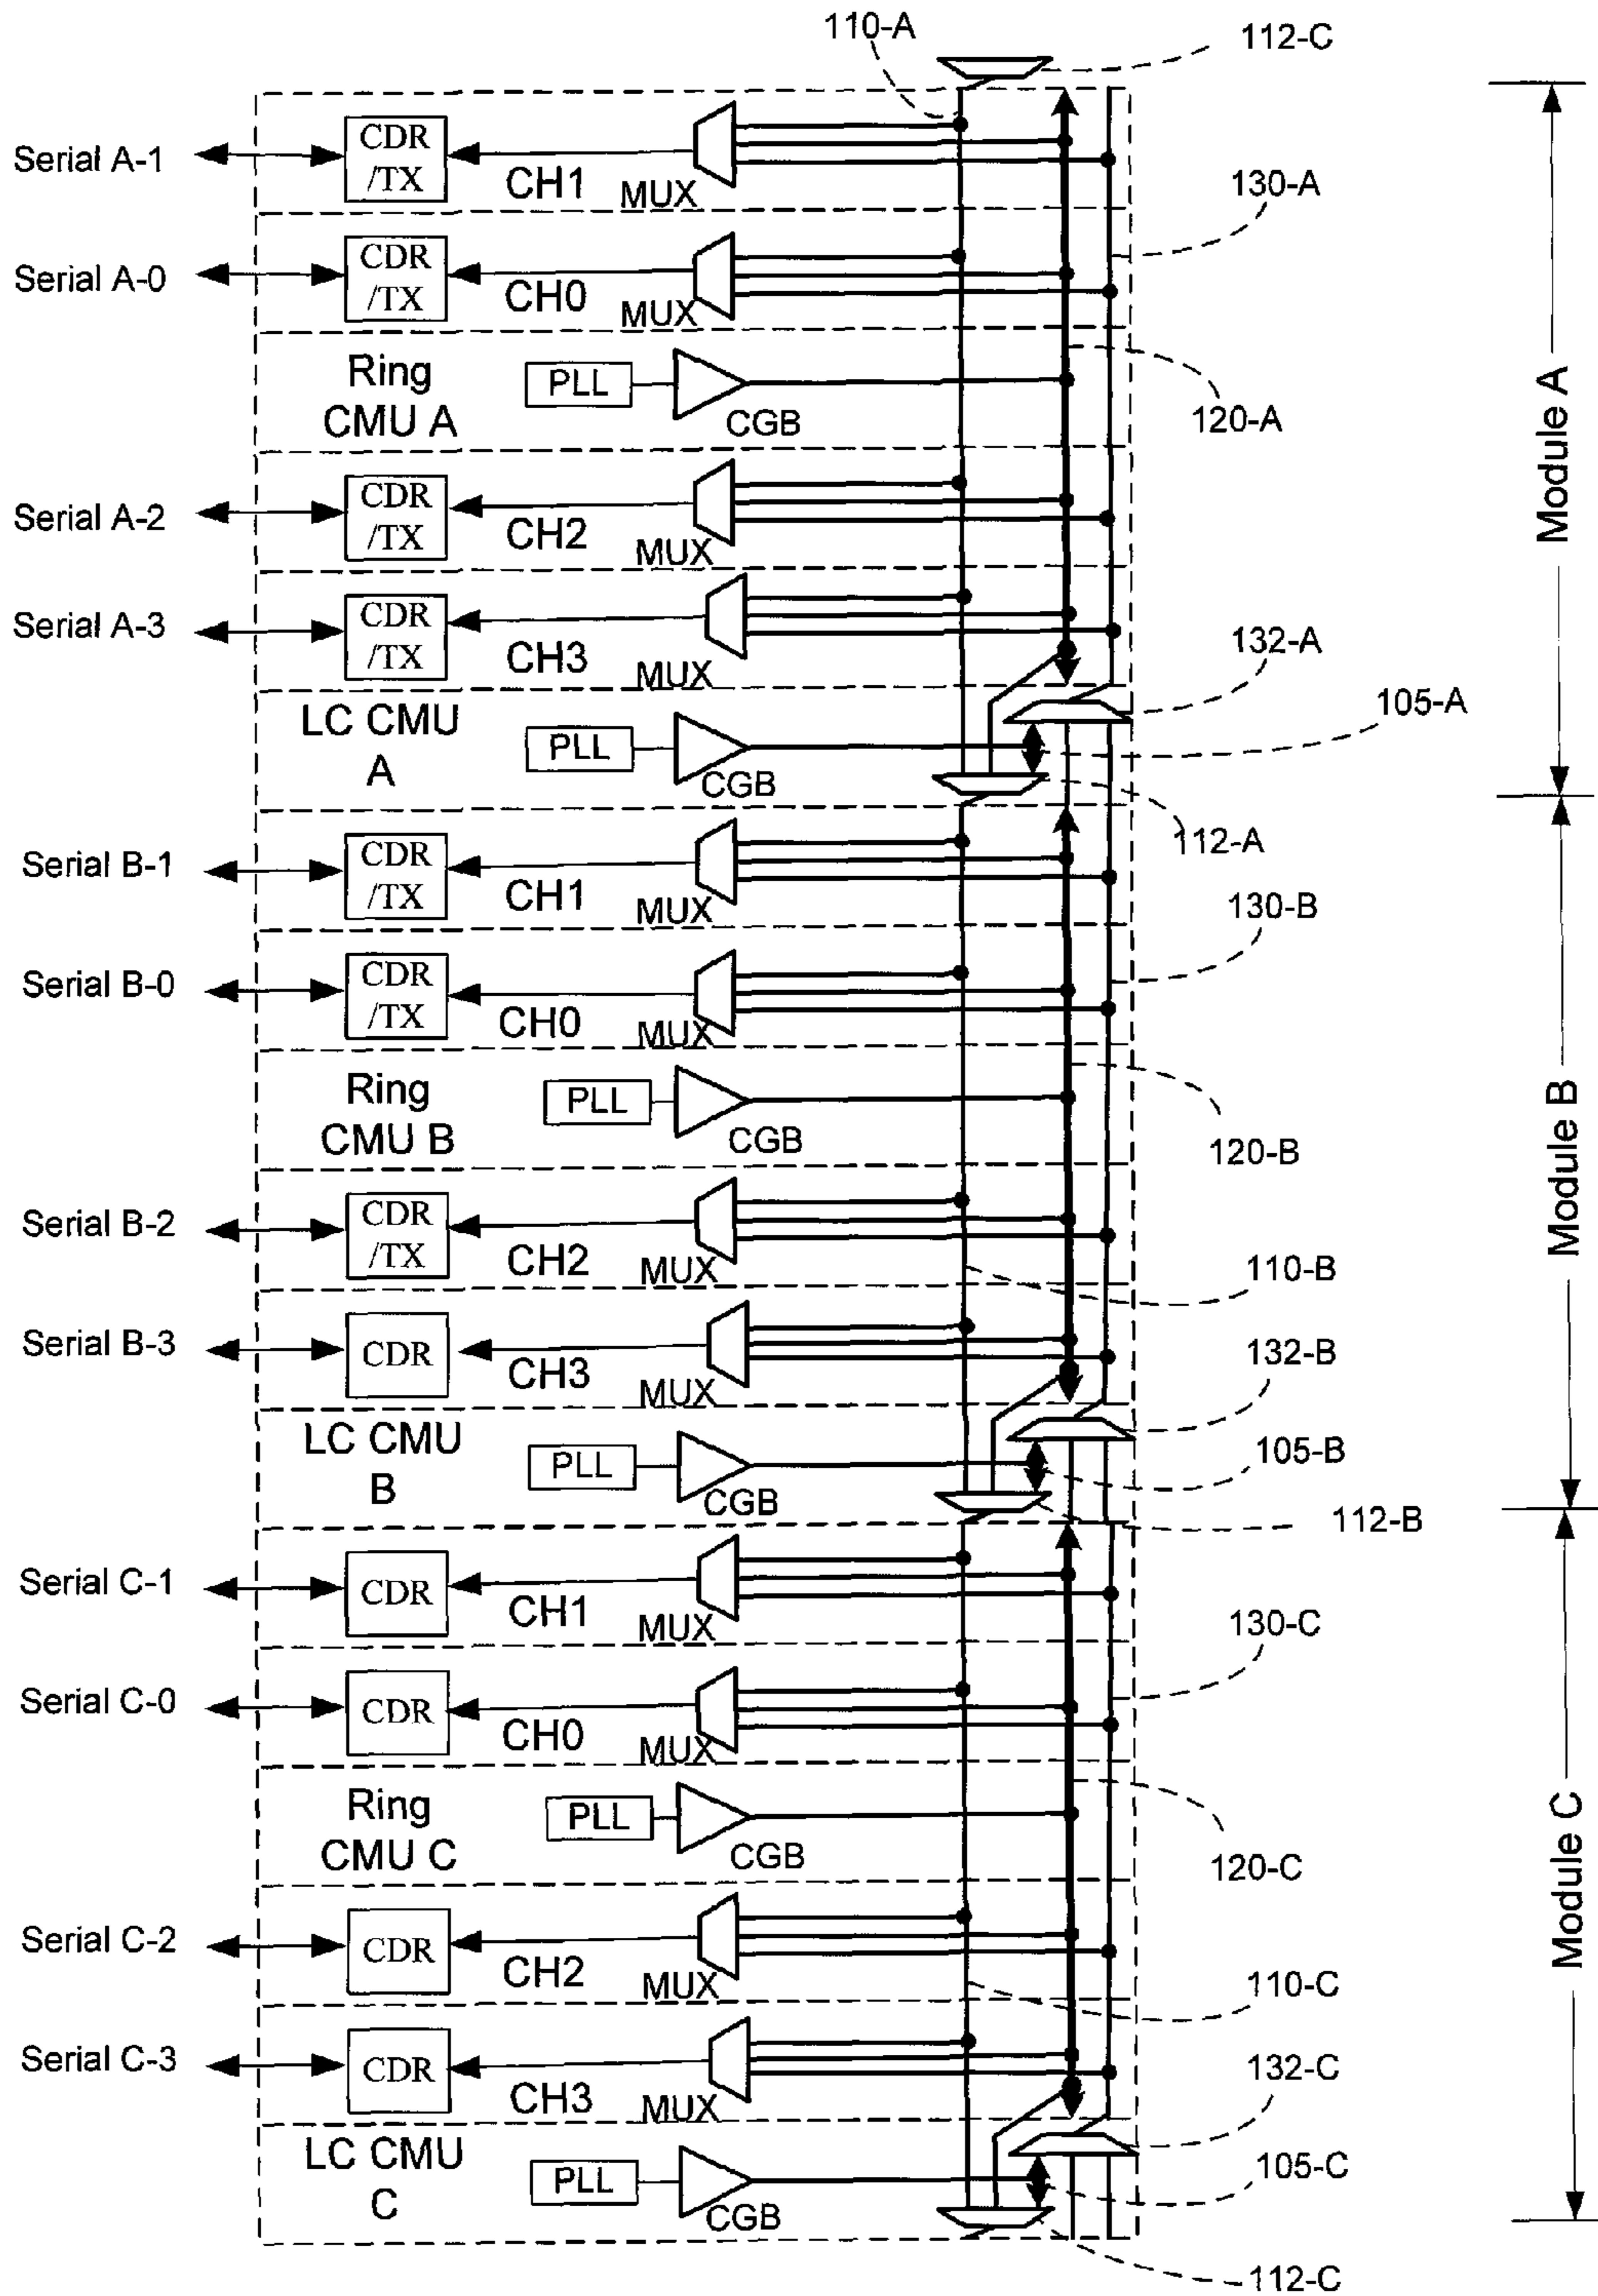 110-A
112-C
Serial A-1
CDR
/TX
CH1
MUX
130-A
Serial A-0
CDR
/TX
CH0
MUX
Ring
CMU A
PLL
CGB
120-A
Module A
Serial A-2
CDR
/TX
CH2
MUX
Serial A-3
CDR
/TX
CH3
MUX
132-A
LC CMU
A
PLL
CGB
105-A
112-A
Serial B-1
CDR
/TX
CH1
MUX
130-B
Serial B-0
CDR
/TX
CH0
MUX
Ring
CMU B
PLL
CGB
120-B
Module B
Serial B-2
CDR
/TX
CH2
MUX
110-B
Serial B-3
CDR
CH3
MUX
132-B
LC CMU
B
PLL
CGB
105-B
112-B
Serial C-1
CDR
CH1
MUX
130-C
Serial C-0
CDR
CH0
MUX
Ring
CMU C
PLL
CGB
120-C
Module C
Serial C-2
CDR
CH2
MUX
110-C
Serial C-3
CDR
CH3
MUX
132-C
LC CMU
C
PLL
CGB
105-C
112-C